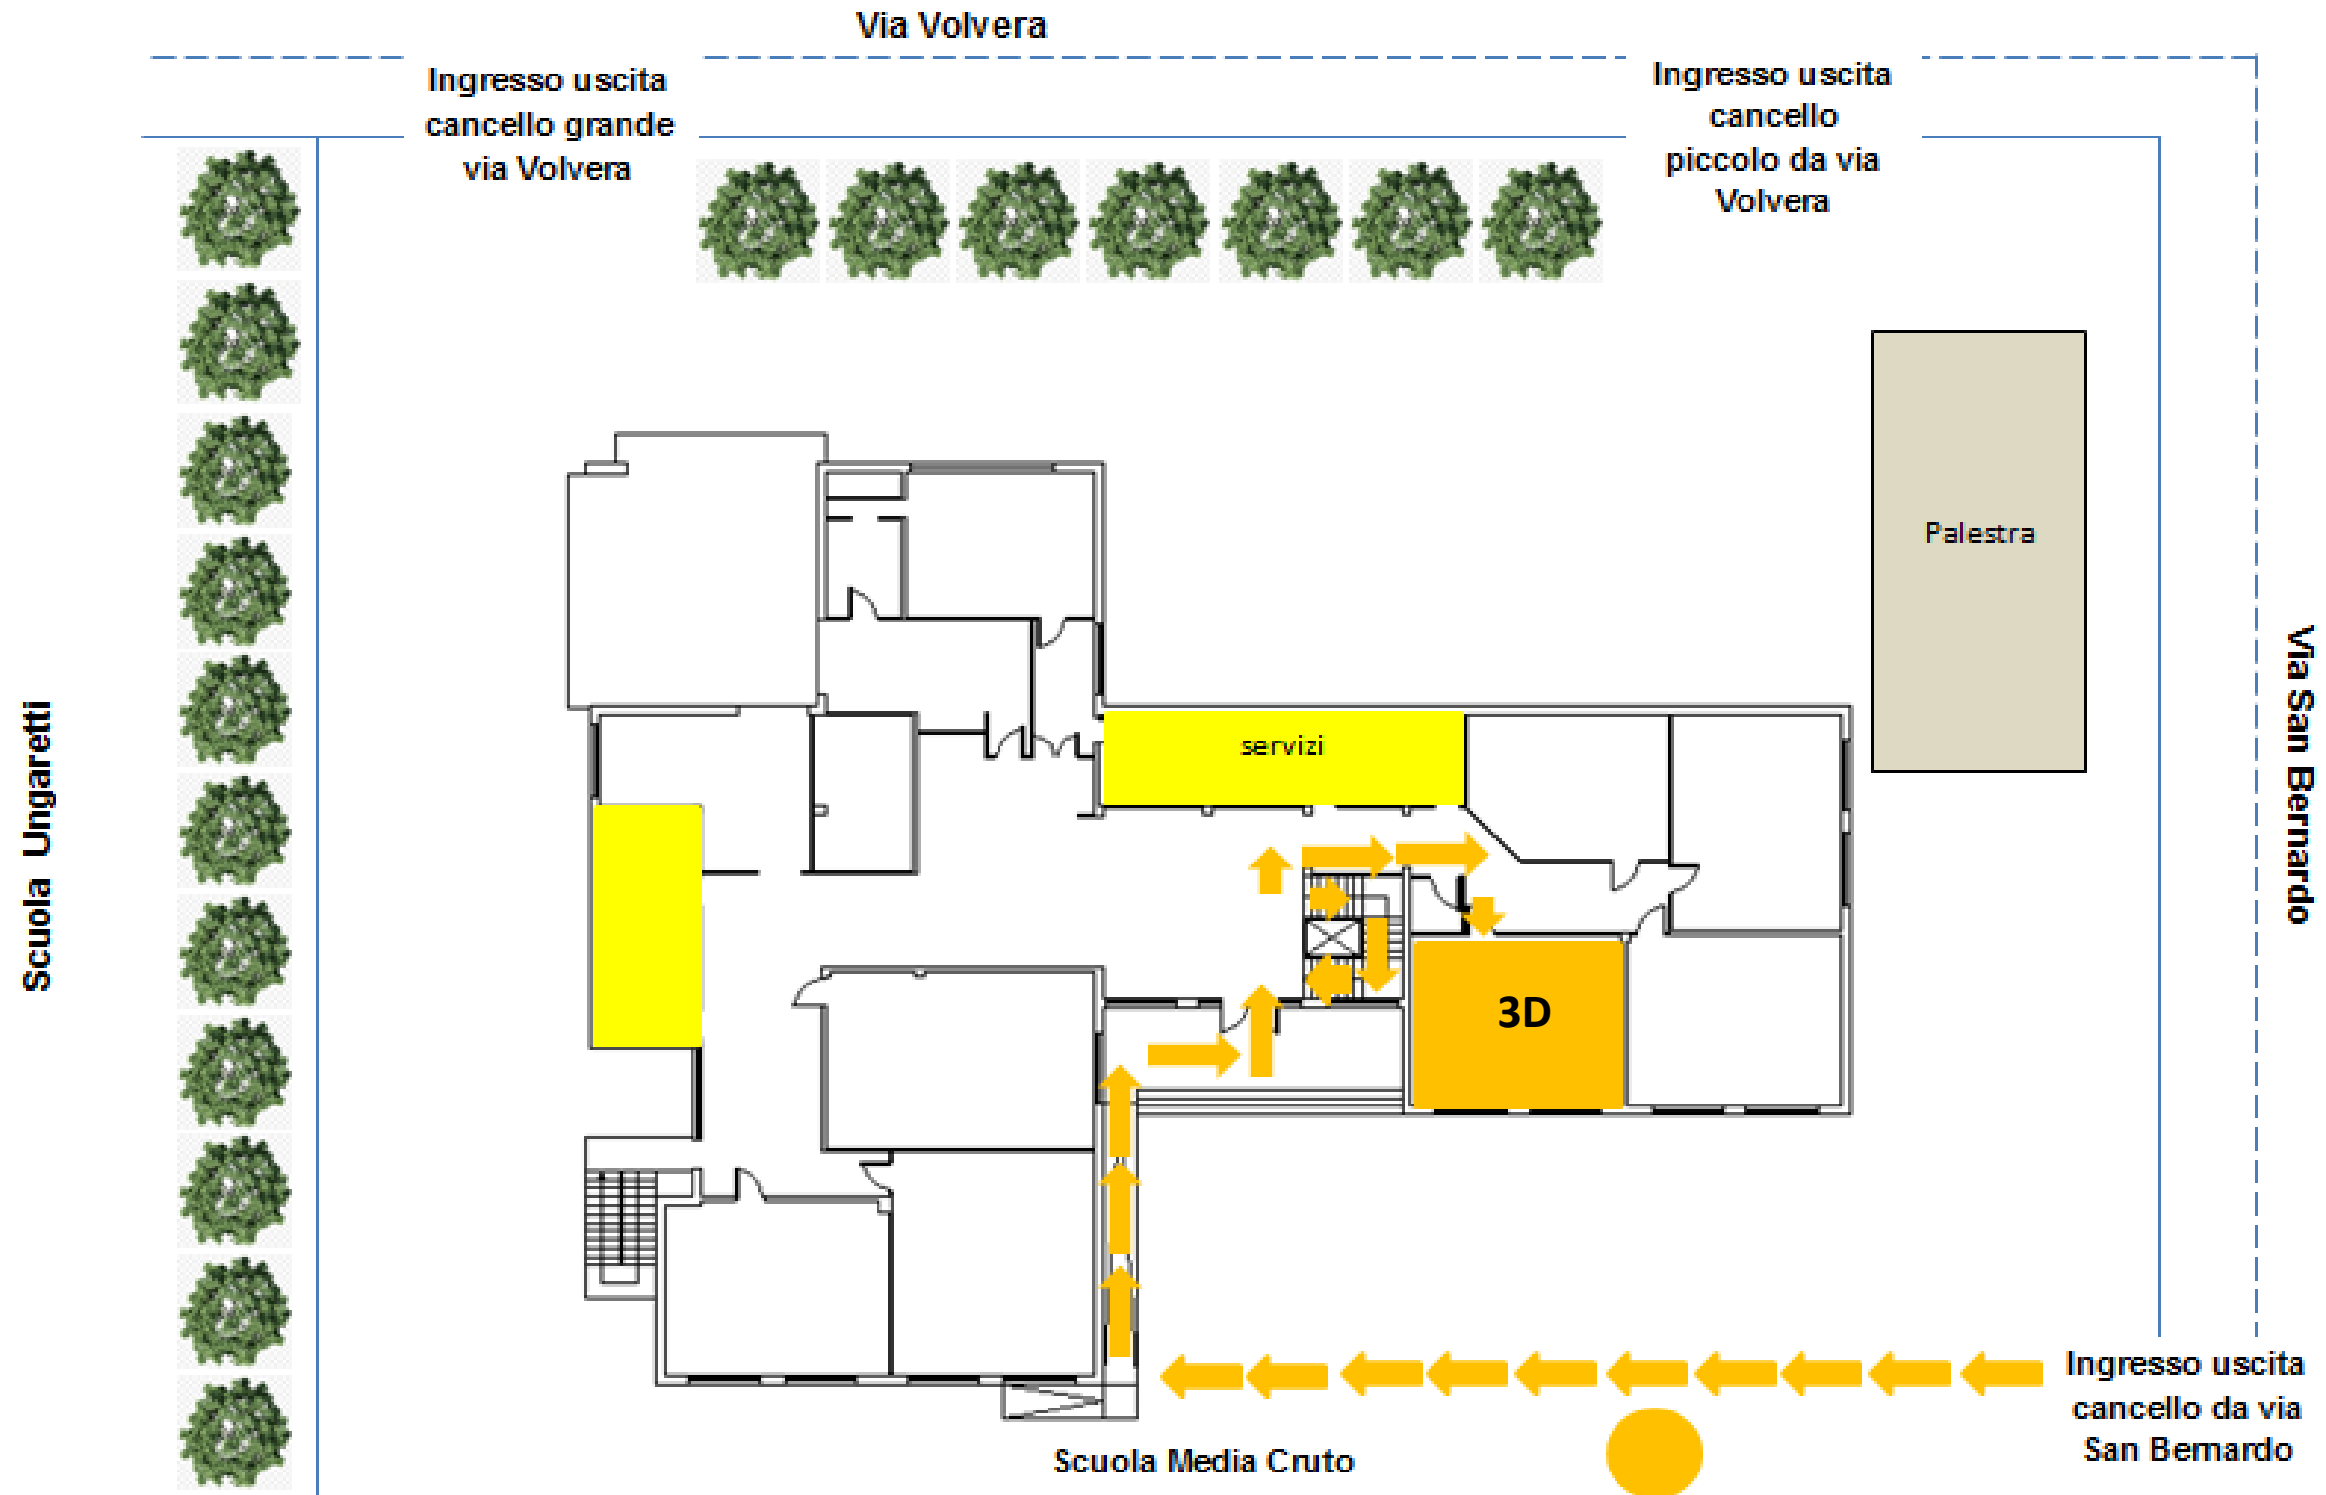 Via Volvera
Ingresso uscita
cancello grande
via Volvera
Ingresso uscita
cancello
piccolo da via
Volvera
Palestra
Via San Bernardo
Scuola Ungaretti
servizi
3D
Ingresso uscita
cancello da via
San Bernardo
Scuola Media Cruto